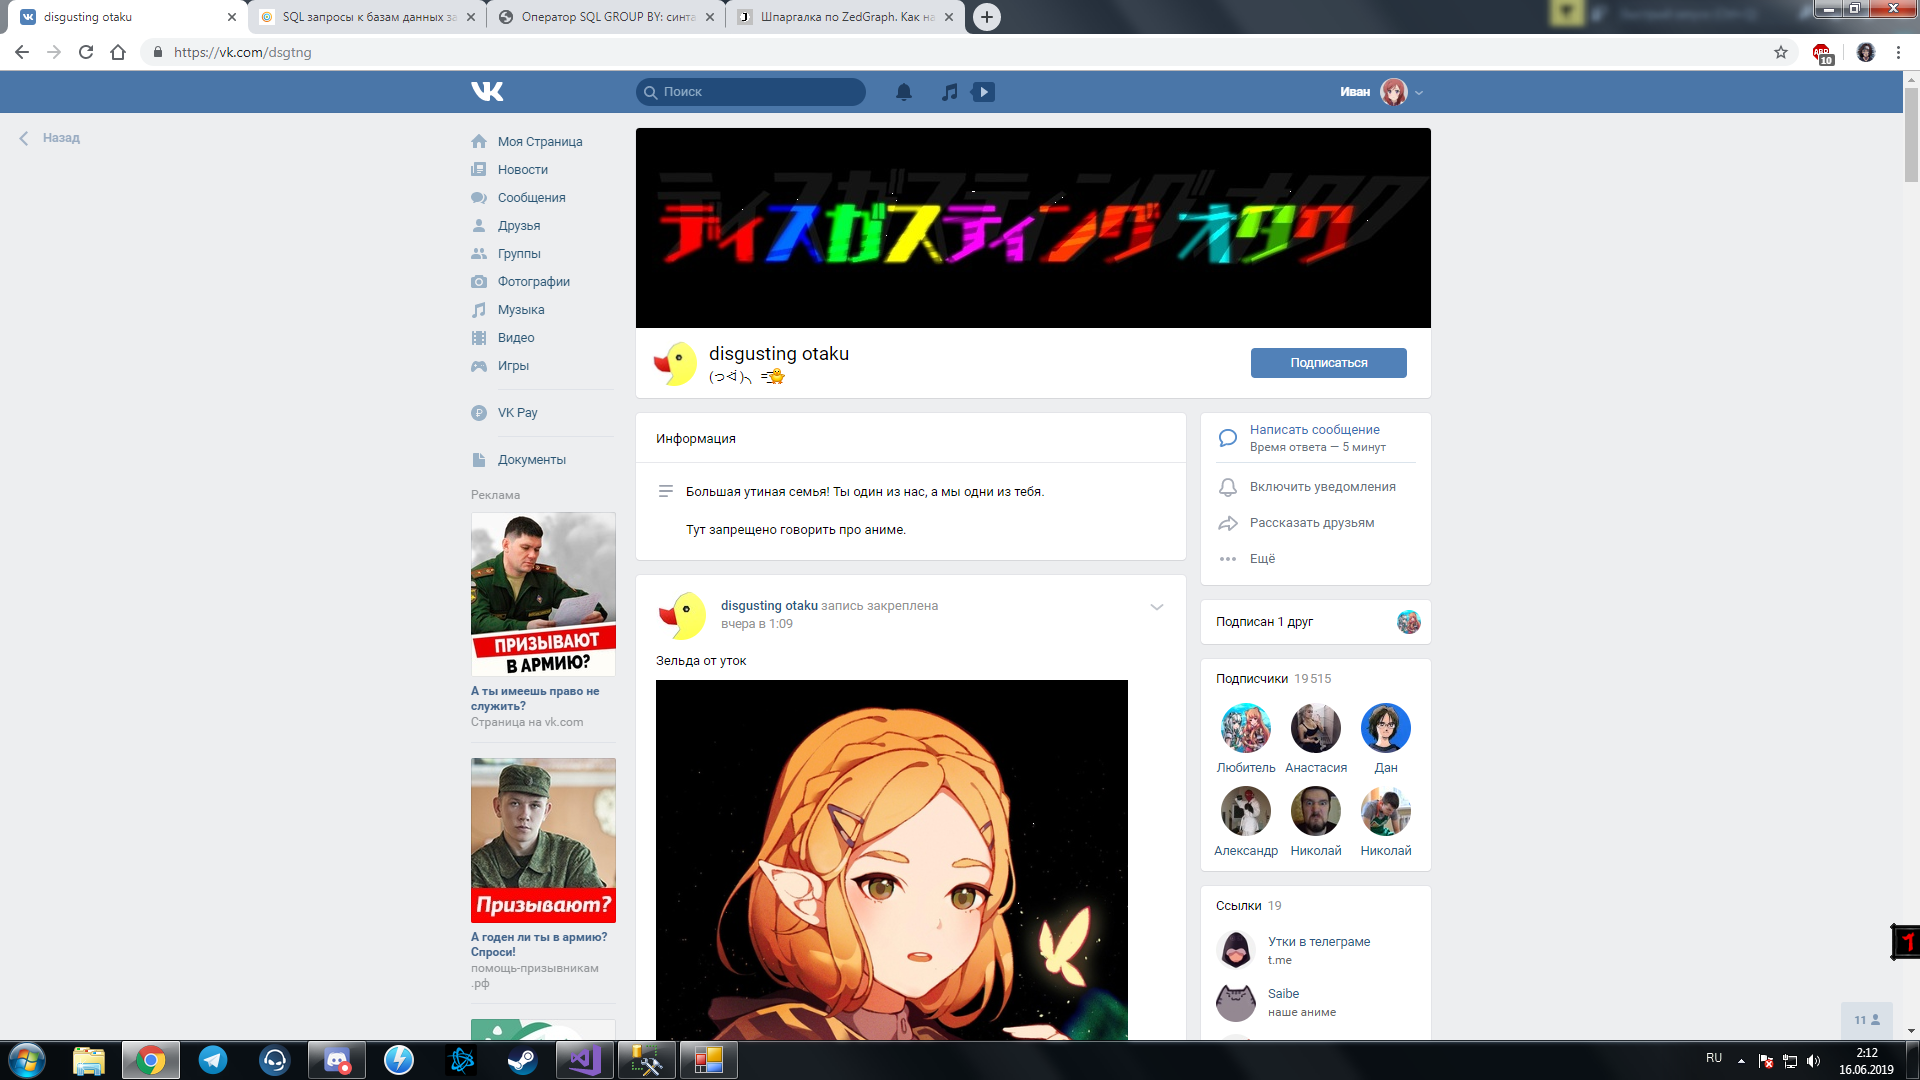 disgusting otaku
SQL запросы к базам данных за
Оператор SQL GROUP BY: синта
Шпаргалка по ZedGraph. Как на
https://vk.com/dsgtng
ABP
10
Поиск
Иван
Назад
Моя Страница
Новости
Сообщения
Друзья
Группы
Фотографии
Музыка
Видео
Игры
VK Pay
Документы
Реклама
ПРИЗЫВАЮТ
В АРМИЮ?
А ты имеешь право не
служить?
Страница на vk.com
Призывают?
А годен ли ты в армию?
Спроси!
помощь-призывникам
.рф
ディスガスティングオタク
disgusting otaku
Подписаться
Информация
Большая утиная семья! Ты один из нас, а мы одни из тебя.
Тут запрещено говорить про аниме.
disgusting otaku запись закреплена
вчера в 1:09
Зельда от уток
Написать сообщение
Время ответа — 5 минут
Включить уведомления
Рассказать друзьям
Ещё
Подписан 1 друг
Подписчики 19 515
Любитель Анастасия Дан
Александр Николай Николай
Ссылки 19
Утки в телеграме
t.me
Saibe
наше аниме
11
RU
2:12
16.06.2019